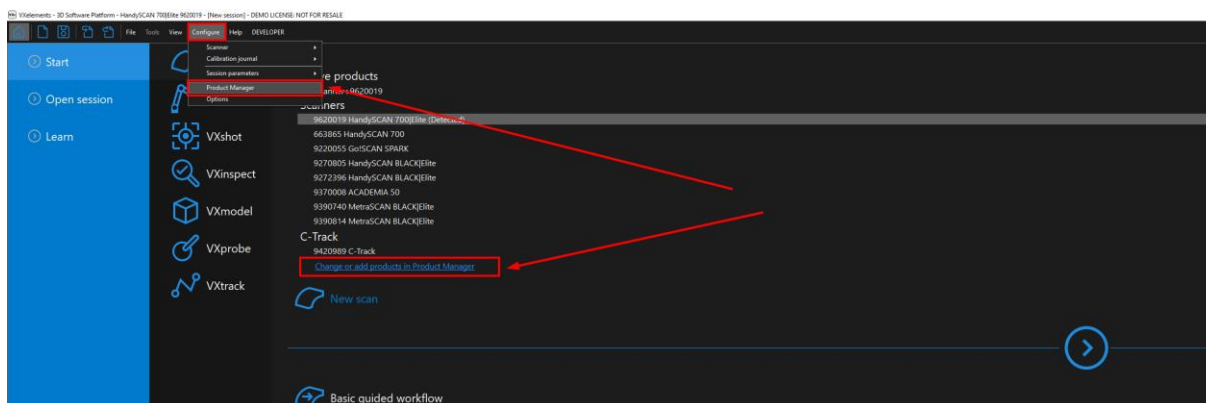 VXelements - 3D Software Platform - HandySCAN 700|Elite 9620019 - [New session] - DEMO LICENSE: NOT FOR RESALE
File Tools View Configure Help DEVELOPER
Start
Open session
Learn
Scanner
Calibration journal
Session parameters
Product Manager
Options
VXshot
VXinspect
VXmodel
VXprobe
VXtrack
products
9620019
Scanners
9620019 HandySCAN 700|Elite (Detected)
663865 HandySCAN 700
9220055 Go!SCAN SPARK
9270805 HandySCAN BLACK|Elite
9272396 HandySCAN BLACK|Elite
9370008 ACADEMIA 50
9390740 MetraSCAN BLACK|Elite
9390814 MetraSCAN BLACK|Elite
C-Track
9420989 C-Track
Change or add products in Product Manager
New scan
Basic guided workflow